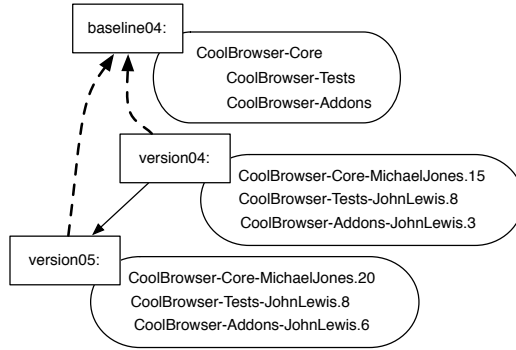 baseline04:
CoolBrowser-Core
CoolBrowser-Tests
CoolBrowser-Addons
version04:
CoolBrowser-Core-MichaelJones.15
CoolBrowser-Tests-JohnLewis.8
CoolBrowser-Addons-JohnLewis.3
version05:
CoolBrowser-Core-MichaelJones.20
CoolBrowser-Tests-JohnLewis.8
CoolBrowser-Addons-JohnLewis.6